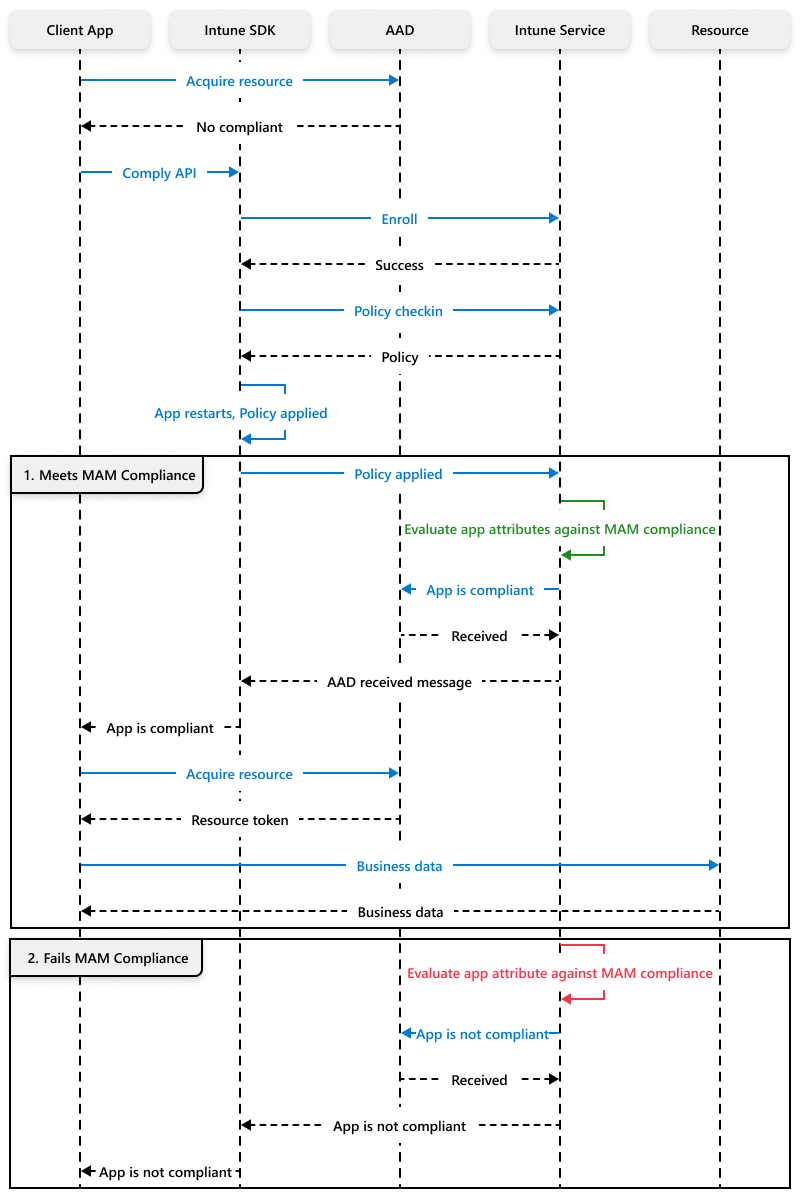 Client App
Intune SDK
AAD
Intune Service
Resource
Acquire resource
No compliant
Comply API
Enroll
Success
Policy checkin
Policy
App restarts, Policy applied
1. Meets MAM Compliance
Policy applied
Evaluate app attributes against MAM compliance
App is compliant
Received
AAD received message
App is compliant
Acquire resource
Resource token
Business data
Business data
2. Fails MAM Compliance
Evaluate app attribute against MAM compliance
App is not compliant
Received
App is not compliant
App is not compliant